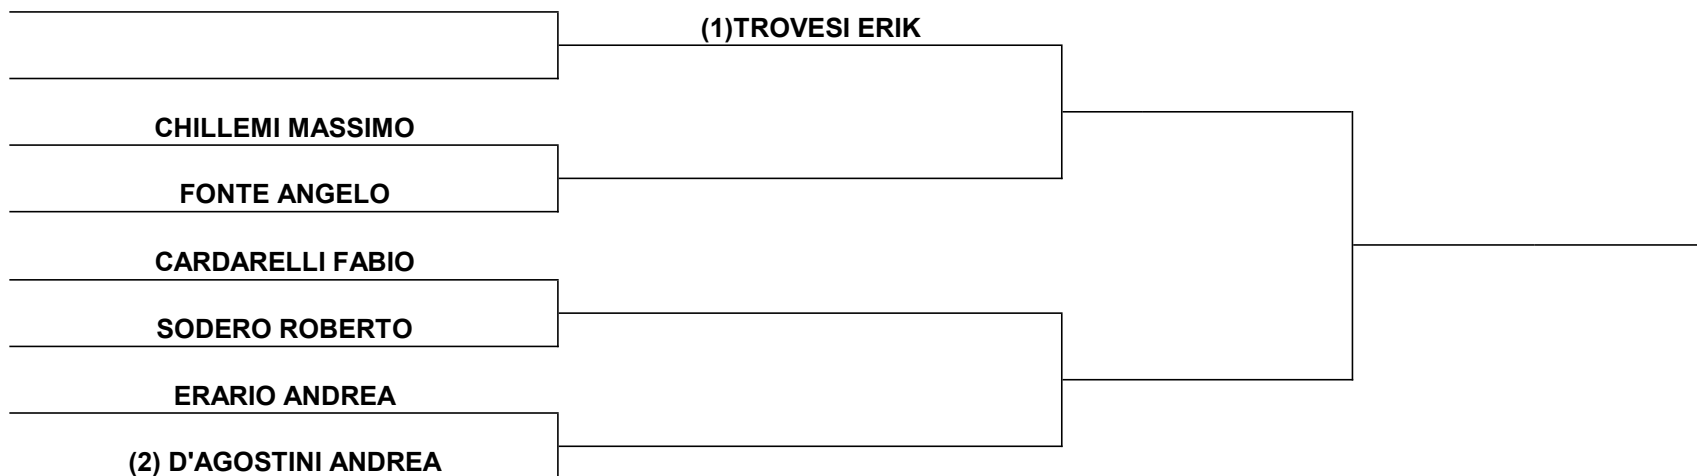 (1)TROVESI ERIK
CHILLEMI MASSIMO
FONTE ANGELO
CARDARELLI FABIO
SODERO ROBERTO
ERARIO ANDREA
(2) D'AGOSTINI ANDREA